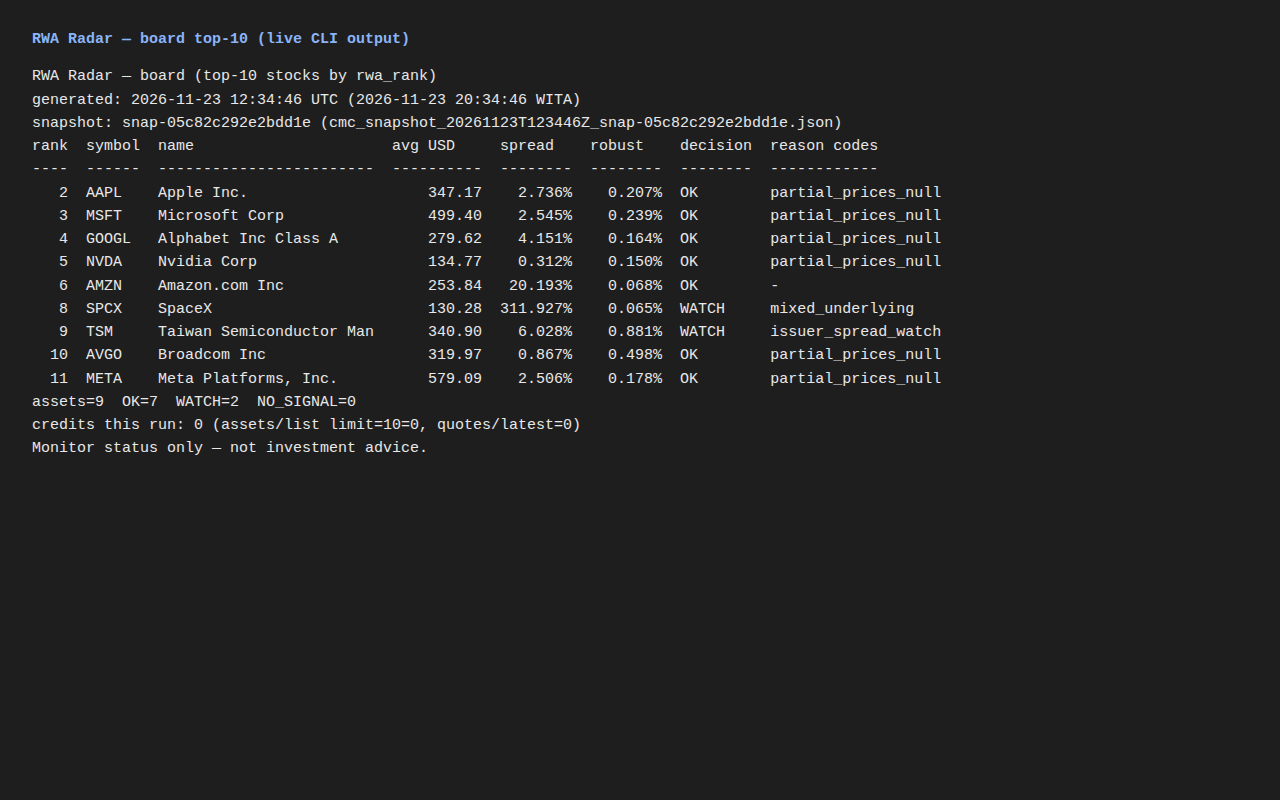 RWA Radar — board top-10 (live CLI output)
RWA Radar — board (top-10 stocks by rwa_rank)
generated: 2026-11-23 12:34:46 UTC (2026-11-23 20:34:46 WITA)
snapshot: snap-05c82c292e2bdd1e (cmc_snapshot_20261123T123446Z_snap-05c82c292e2bdd1e.json)
rank  symbol  name                      avg USD     spread    robust    decision  reason codes
----  ------  ------------------------  ----------  --------  --------  --------  ------------
   2  AAPL    Apple Inc.                    347.17    2.736%    0.207%  OK        partial_prices_null
   3  MSFT    Microsoft Corp                499.40    2.545%    0.239%  OK        partial_prices_null
   4  GOOGL   Alphabet Inc Class A          279.62    4.151%    0.164%  OK        partial_prices_null
   5  NVDA    Nvidia Corp                   134.77    0.312%    0.150%  OK        partial_prices_null
   6  AMZN    Amazon.com Inc                253.84   20.193%    0.068%  OK        -
   8  SPCX    SpaceX                        130.28  311.927%    0.065%  WATCH     mixed_underlying
   9  TSM     Taiwan Semiconductor Man      340.90    6.028%    0.881%  WATCH     issuer_spread_watch
  10  AVGO    Broadcom Inc                  319.97    0.867%    0.498%  OK        partial_prices_null
  11  META    Meta Platforms, Inc.          579.09    2.506%    0.178%  OK        partial_prices_null
assets=9  OK=7  WATCH=2  NO_SIGNAL=0
credits this run: 0 (assets/list limit=10=0, quotes/latest=0)
Monitor status only — not investment advice.